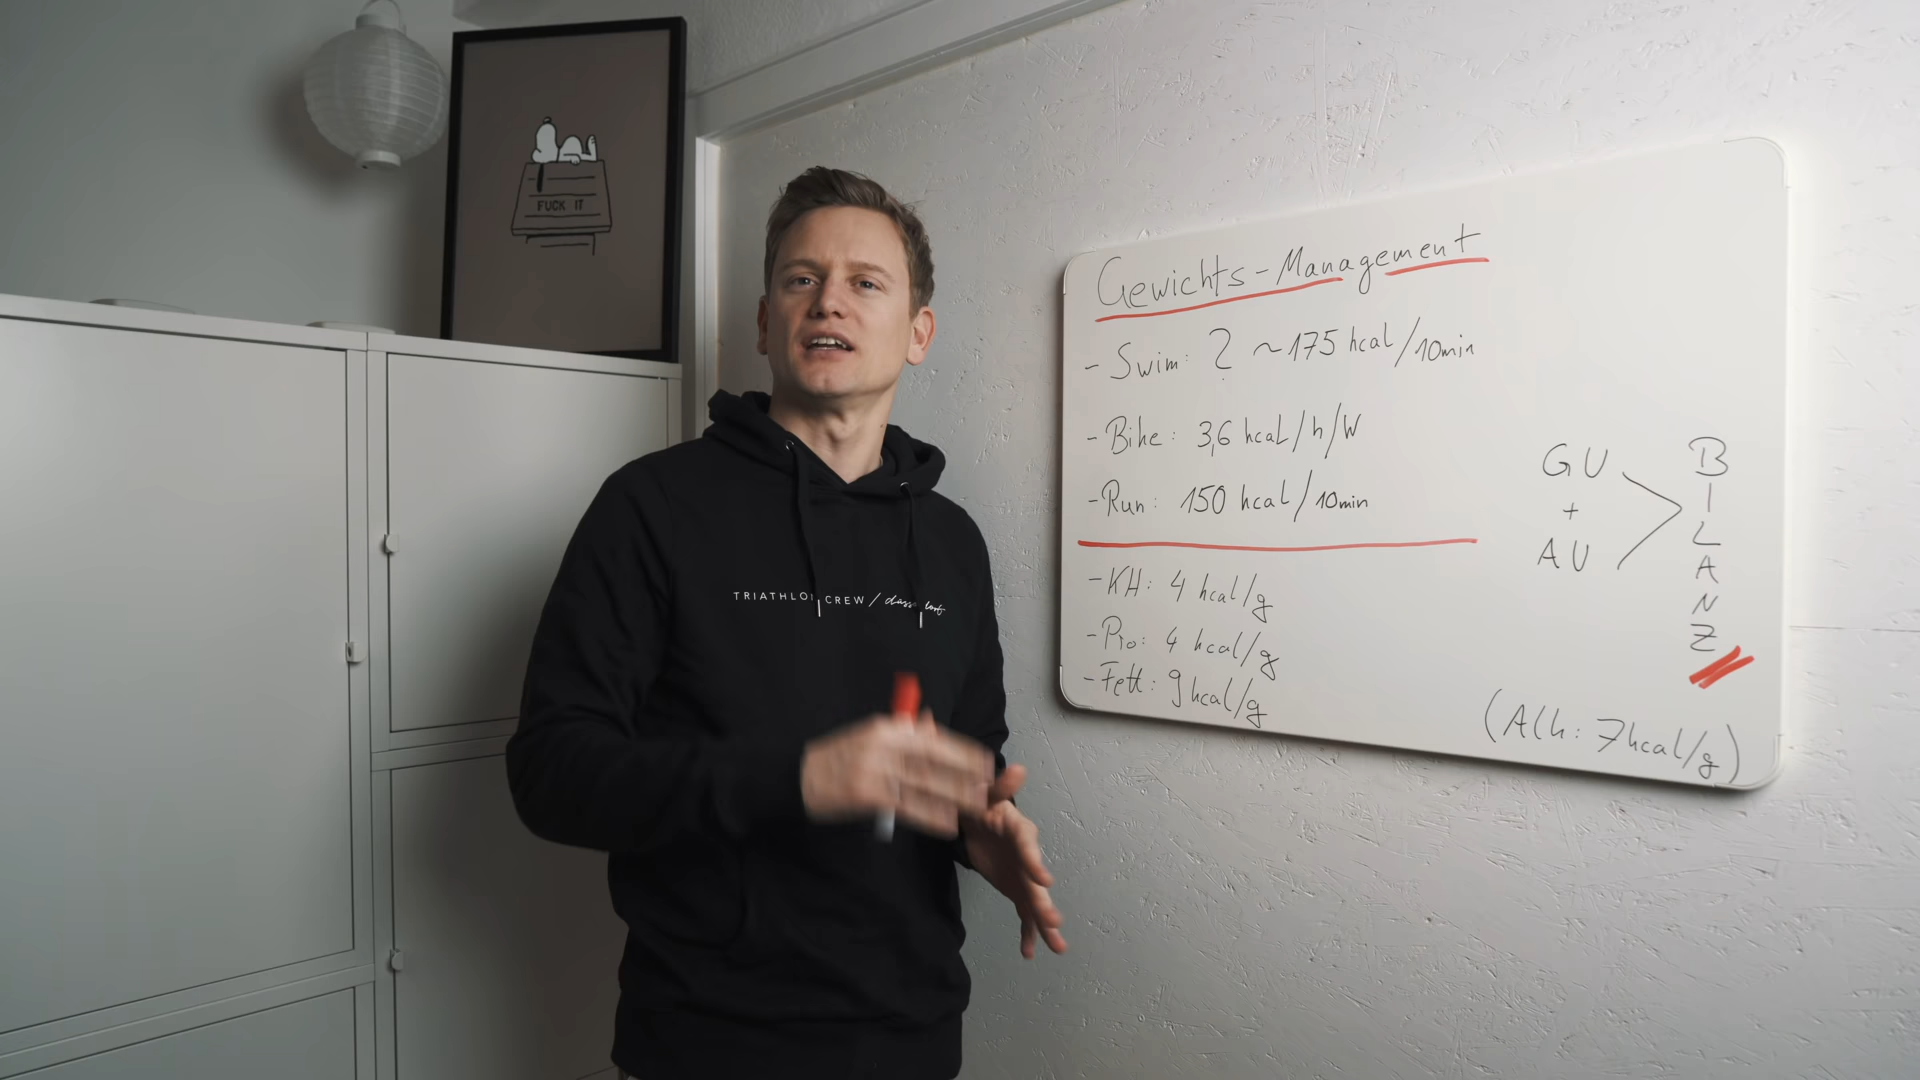 FUCK IT
TRIATHLON CREW /
Gewichts-Management
- Swim: ? ~175 kcal/10min
- Bike: 3,6 kcal/h/W
- Run: 150 kcal/10min
- KH: 4 kcal/g
- Pro: 4 kcal/g
- Fett: 9 kcal/g
GU
+
AU
BILANZ
(Alk: 7kcal/g)